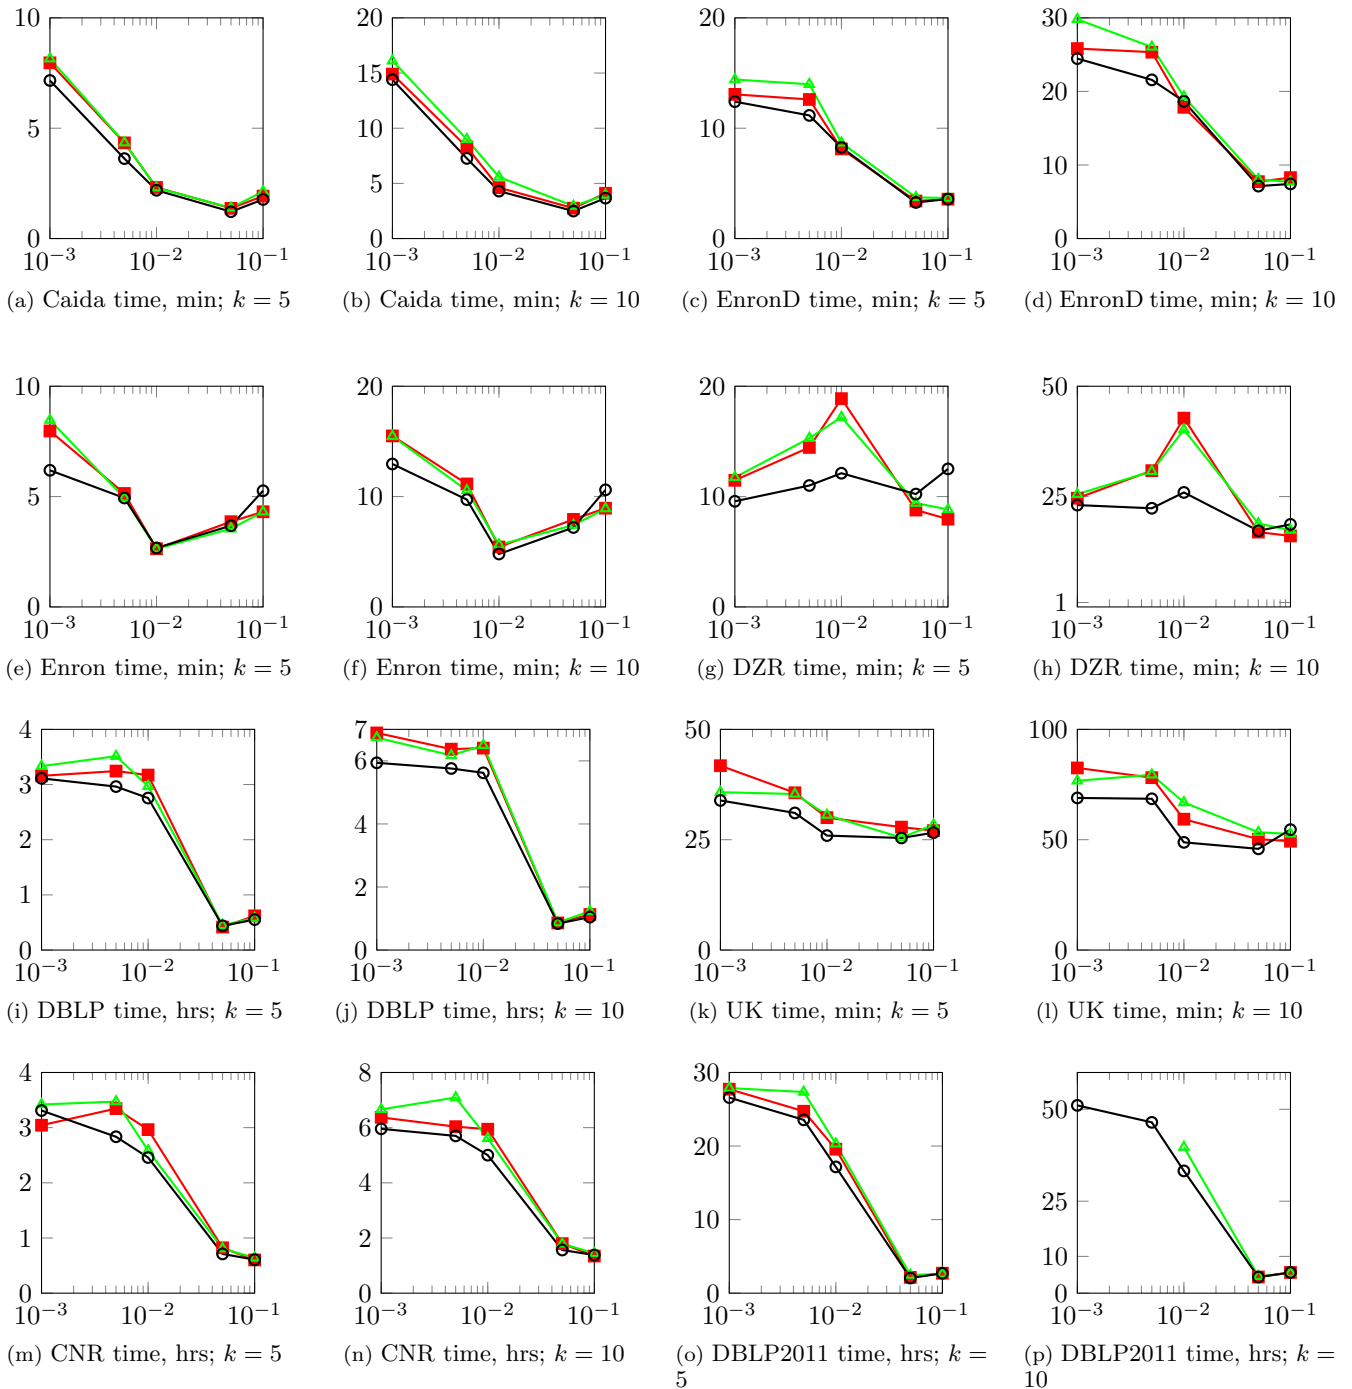 10
5
0
10−3 10−2 10−1
(a) Caida time, min; k = 5
20
15
10
5
0
10−3 10−2 10−1
(b) Caida time, min; k = 10
20
10
0
10−3 10−2 10−1
(c) EnronD time, min; k = 5
30
20
10
0
10−3 10−2 10−1
(d) EnronD time, min; k = 10
10
5
0
10−3 10−2 10−1
(e) Enron time, min; k = 5
20
10
0
10−3 10−2 10−1
(f) Enron time, min; k = 10
20
10
0
10−3 10−2 10−1
(g) DZR time, min; k = 5
50
25
1
10−3 10−2 10−1
(h) DZR time, min; k = 10
4
3
2
1
0
10−3 10−2 10−1
(i) DBLP time, hrs; k = 5
7
6
4
2
0
10−3 10−2 10−1
(j) DBLP time, hrs; k = 10
50
25
0
10−3 10−2 10−1
(k) UK time, min; k = 5
100
50
0
10−3 10−2 10−1
(l) UK time, min; k = 10
4
3
2
1
0
10−3 10−2 10−1
(m) CNR time, hrs; k = 5
8
6
4
2
0
10−3 10−2 10−1
(n) CNR time, hrs; k = 10
30
20
10
0
10−3 10−2 10−1
(o) DBLP2011 time, hrs; k =
5
50
25
10
0
10−3 10−2 10−1
(p) DBLP2011 time, hrs; k =
10